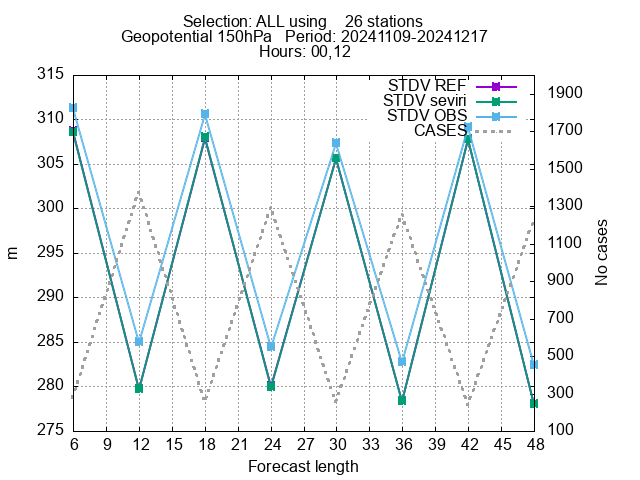 Selection: ALL using    26 stations
Geopotential 150hPa   Period: 20241109-20241217
Hours: 00,12
STDV REF
STDV seviri
STDV OBS
CASES
315
310
305
300
295
290
285
280
275
m
1900
1700
1500
1300
1100
900
700
500
300
100
No cases
6 9 12 15 18 21 24 27 30 33 36 39 42 45 48
Forecast length